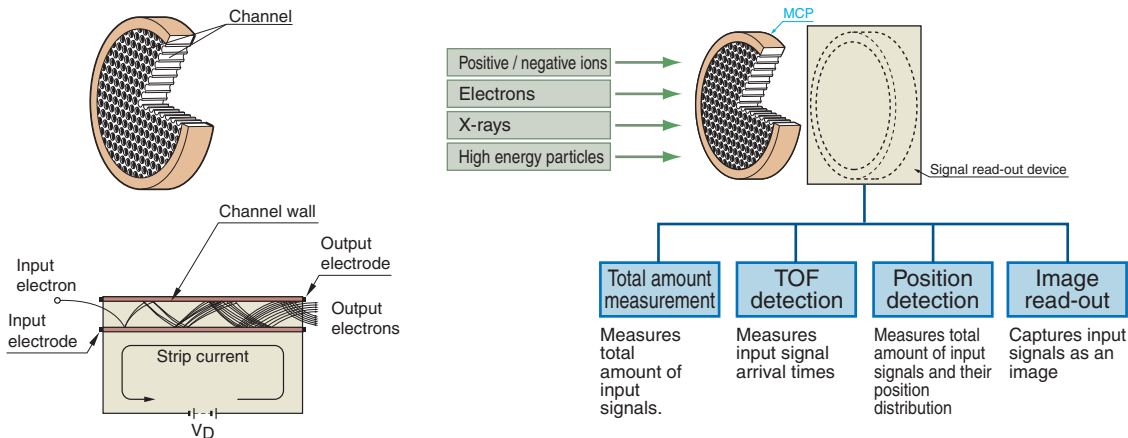 Channel
Channel wall
Input
electron
Output
electrode
Input
electrode
Output
electrons
Strip current
VD
MCP
Positive / negative ions
Electrons
X-rays
High energy particles
Signal read-out device
Total amount
measurement
Measures
total
amount of
input
signals.
TOF
detection
Measures
input signal
arrival times
Position
detection
Measures total
amount of input
signals and their
position
distribution
Image
read-out
Captures input
signals as an
image